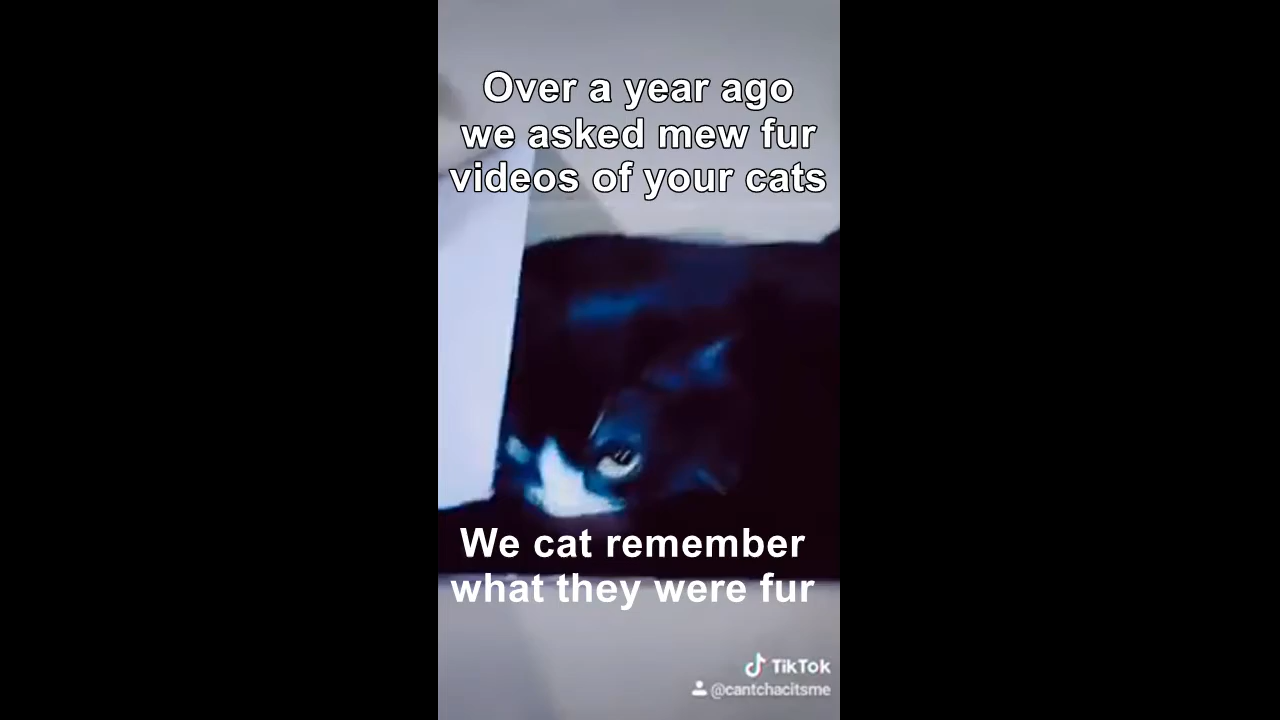 Over a year ago
we asked mew fur
videos of your cats
We cat remember
what they were fur
TikTok
@cantchacitsme